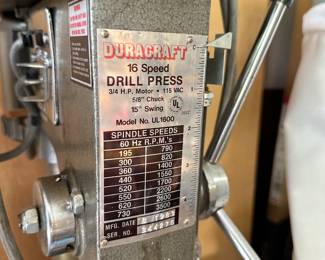 DURACRAFT
16 Speed
DRILL PRESS
3/4 H.P. Motor • 115 VAC
5/8" Chuck
15" Swing
UL
Model No. UL1600
SPINDLE SPEEDS
60 Hz R.P.M.'s
195 790
300 820
360 1400
440 1550
520 1700
550 2200
620 2600
730 3500
MFG. DATE
SER. NO.